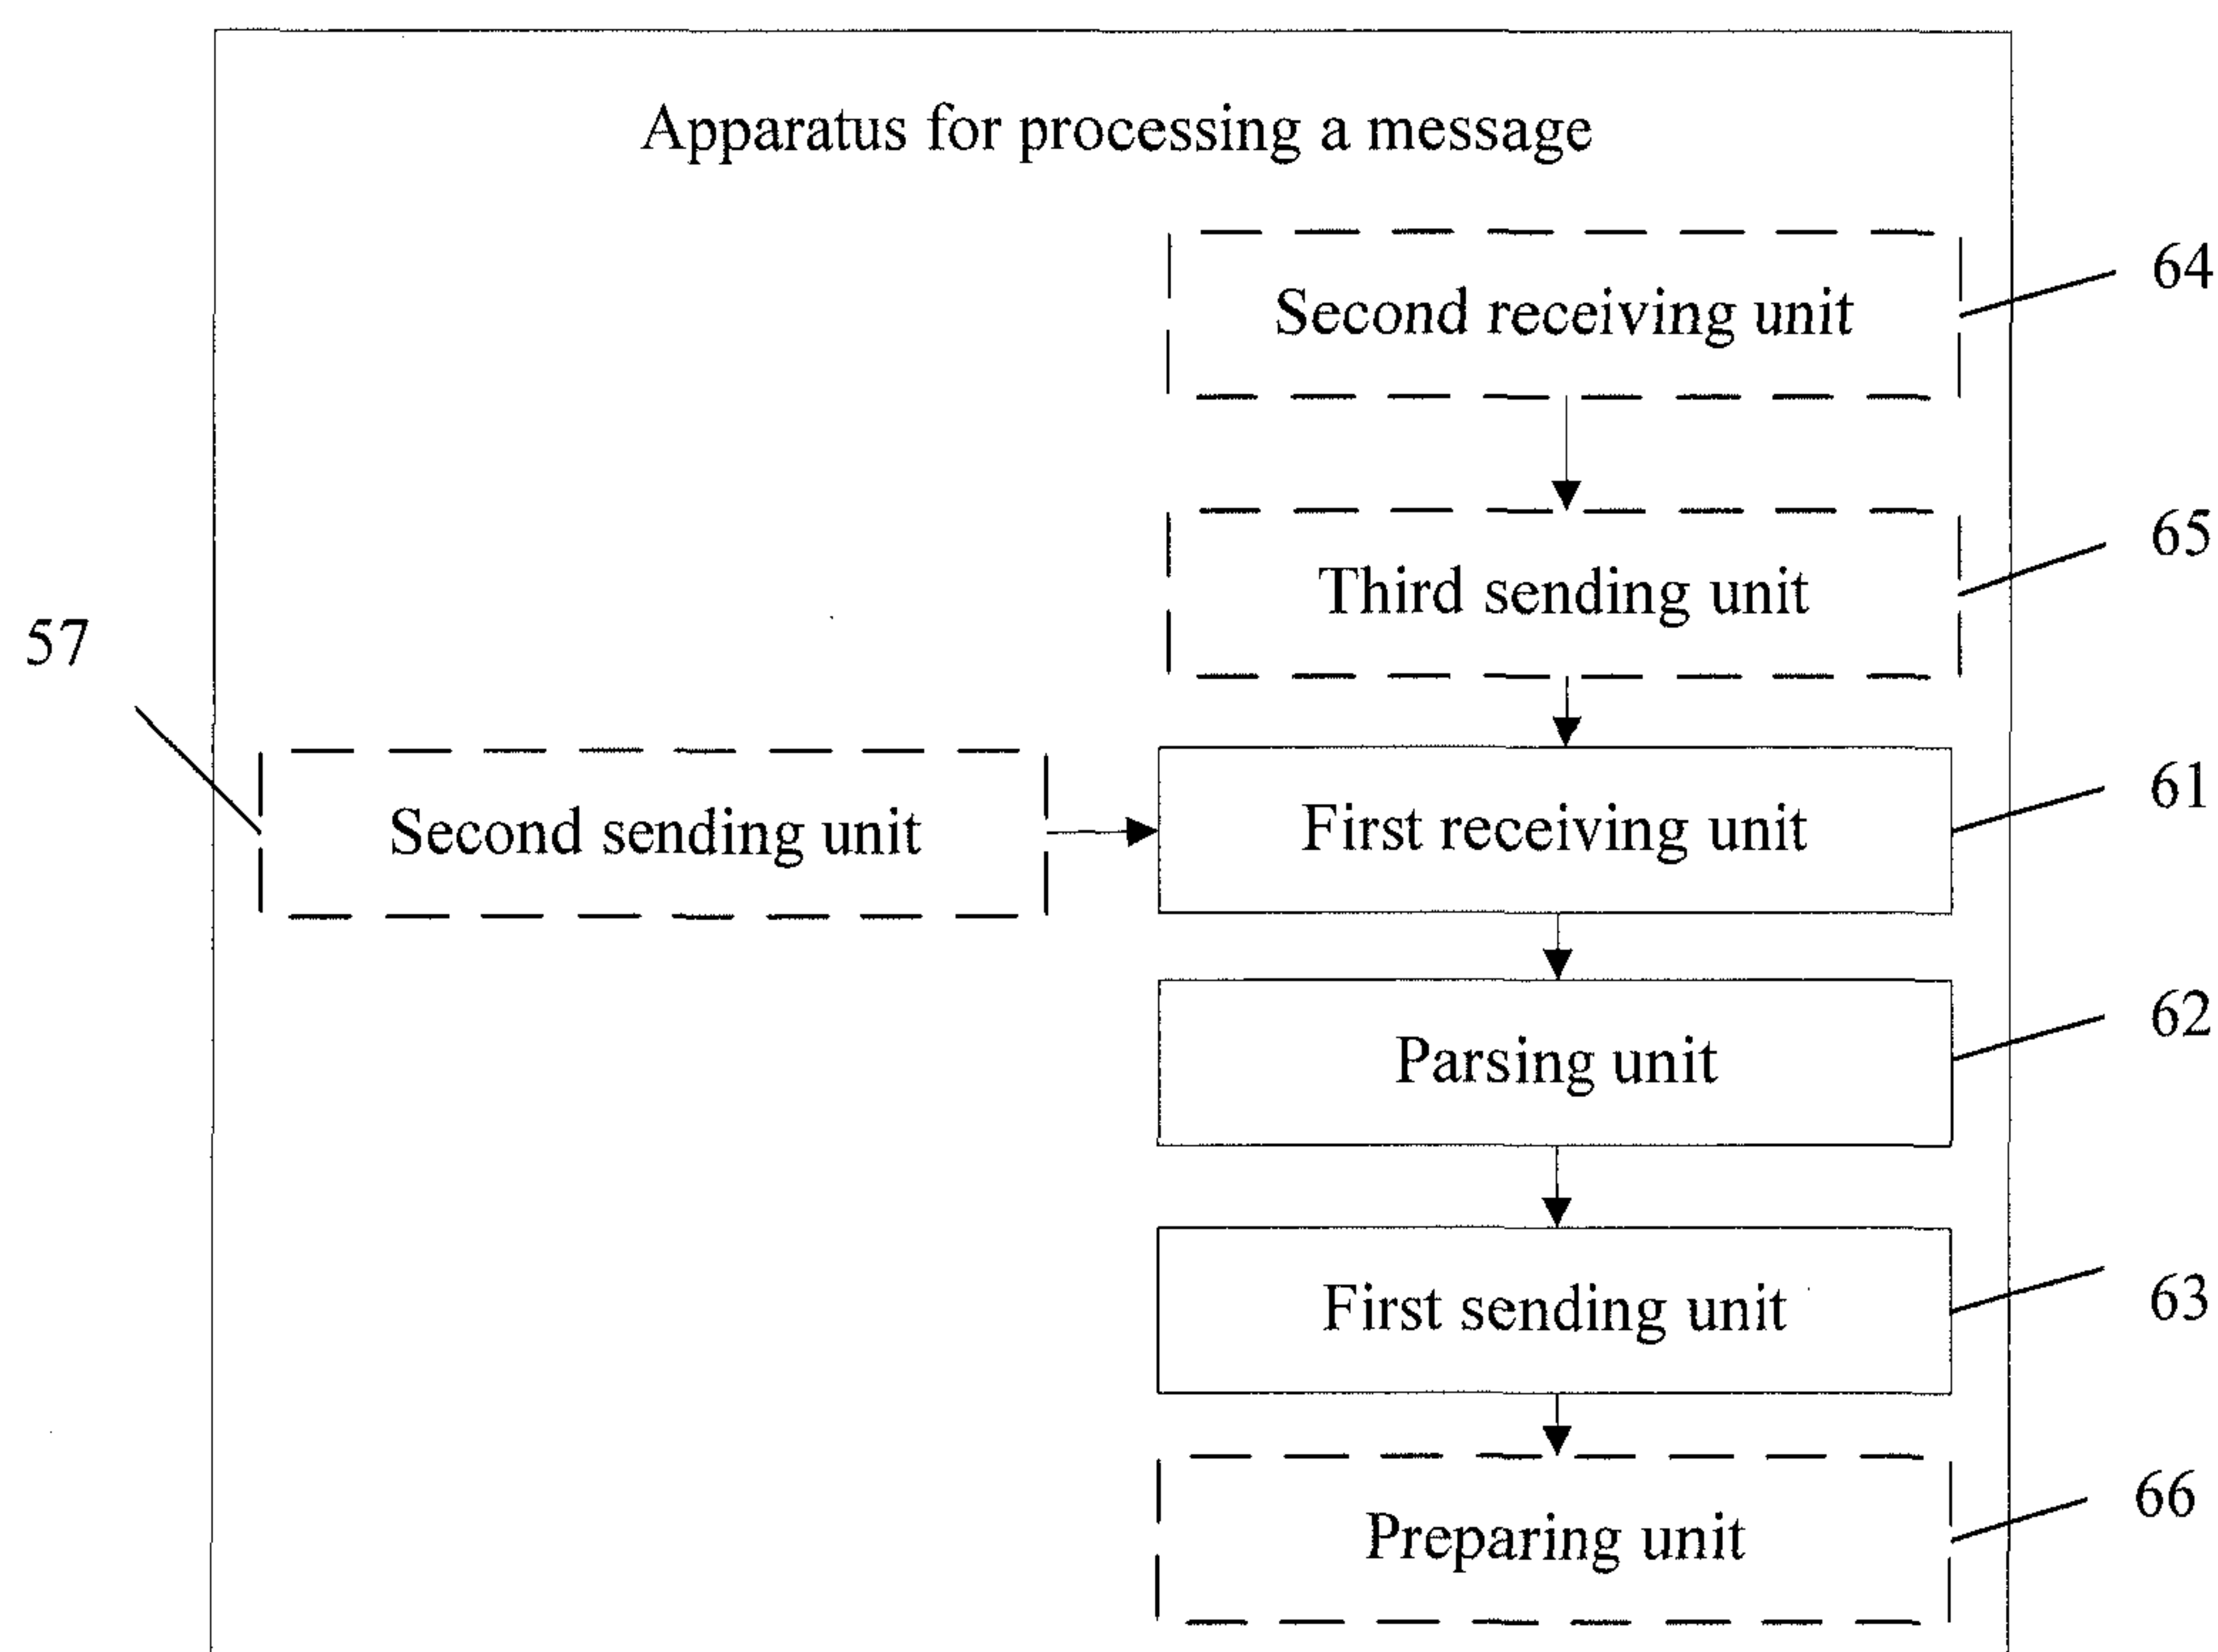 Apparatus for processing a message
64
Second receiving unit
65
Third sending unit
57
Second sending unit
First receiving unit
61
Parsing unit
62
First sending unit
63
Preparing unit
66